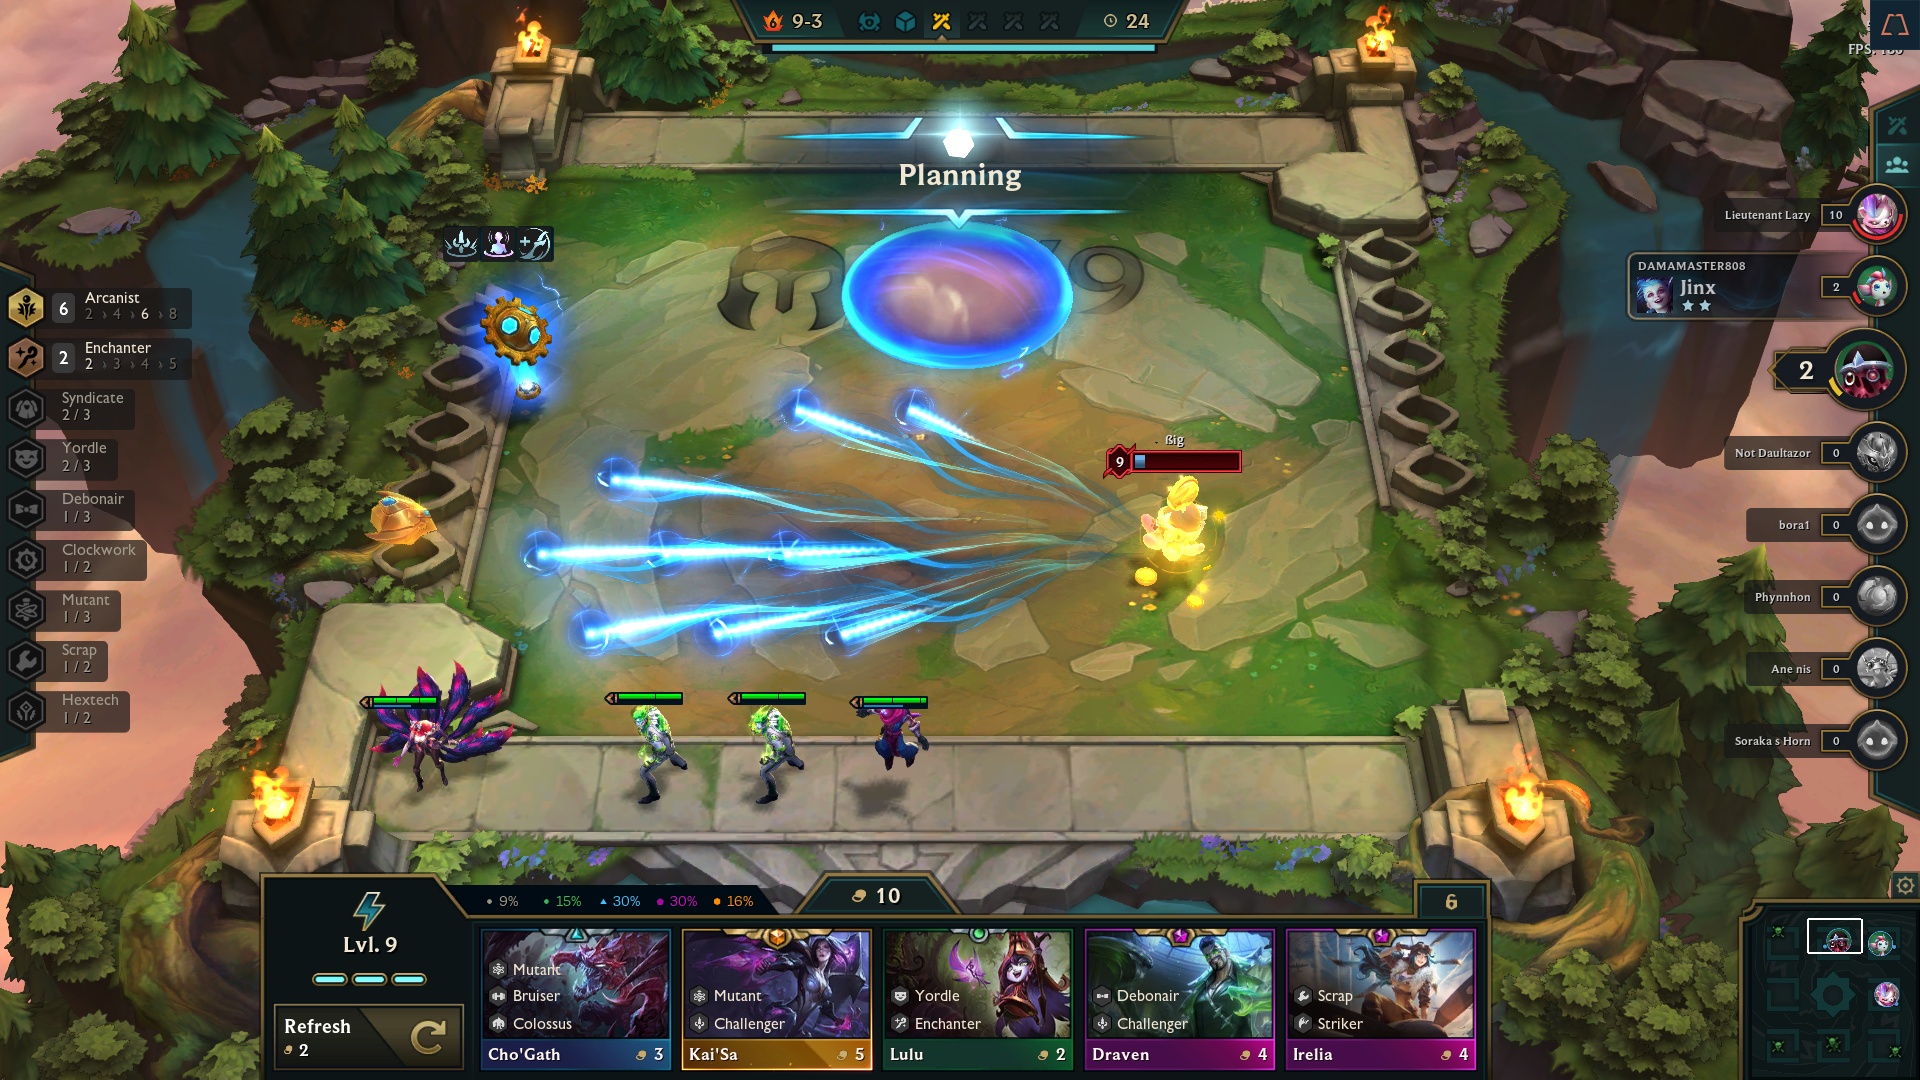 9-3
24
FPS:
Planning
Lieutenant Lazy 10
DAMAMASTER808
Jinx
2
2
Not Daultazor 0
bora1 0
Phynnhon 0
Ane nis 0
Soraka s Horn 0
6 Arcanist
2 › 4 › 6 › 8
2 Enchanter
2 › 3 › 4 › 5
Syndicate
2 / 3
Yordle
2 / 3
Debonair
1 / 3
Clockwork
1 / 2
Mutant
1 / 3
Scrap
1 / 2
Hextech
1 / 2
ßig
9
9% 15% 30% 30% 16%
10
6
Lvl. 9
Refresh
2
Mutant
Bruiser
Colossus
Cho'Gath 3
Mutant
Challenger
Kai'Sa 5
Yordle
Enchanter
Lulu 2
Debonair
Challenger
Draven 4
Scrap
Striker
Irelia 4